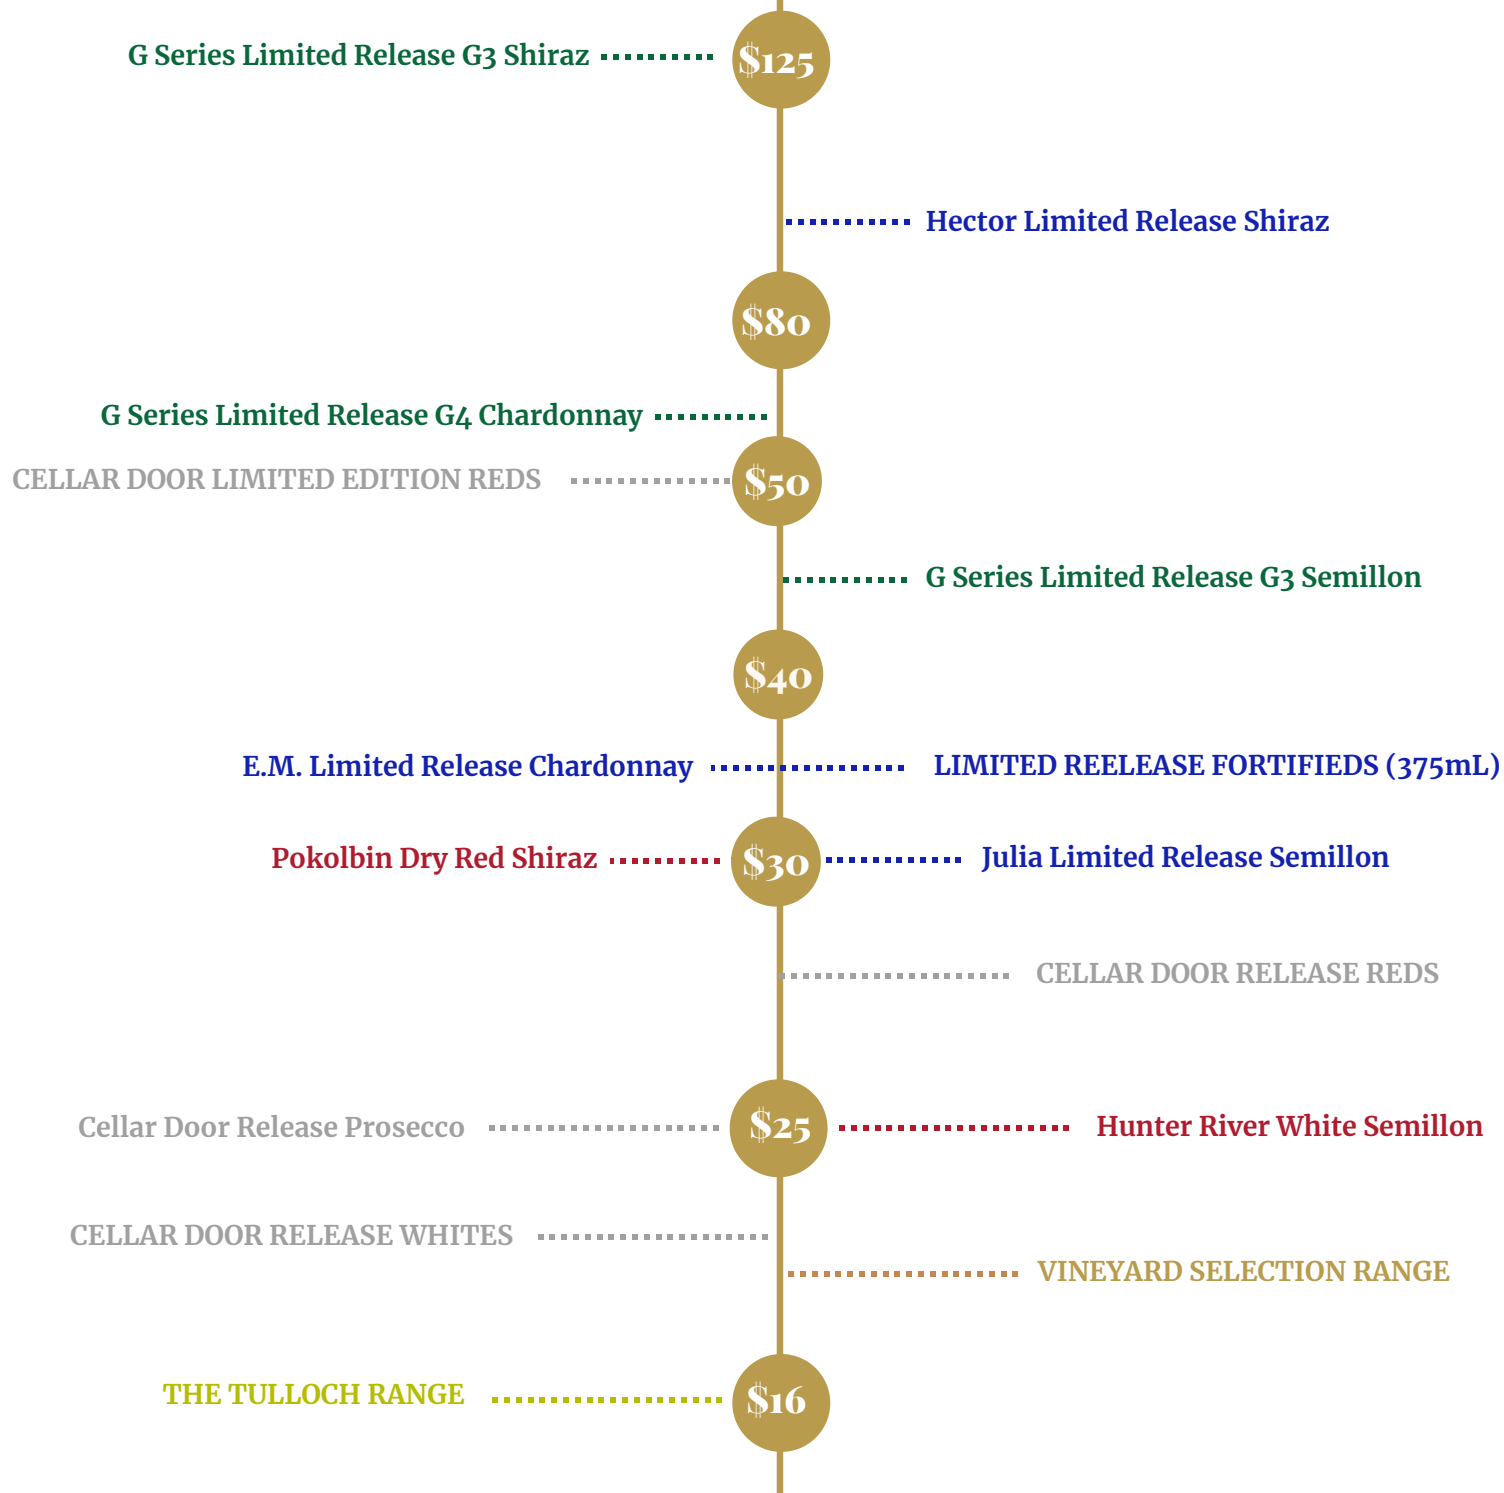 G Series Limited Release G3 Shiraz
$125
Hector Limited Release Shiraz
$80
G Series Limited Release G4 Chardonnay
CELLAR DOOR LIMITED EDITION REDS
$50
G Series Limited Release G3 Semillon
$40
E.M. Limited Release Chardonnay
LIMITED REELEASE FORTIFIEDS (375mL)
Pokolbin Dry Red Shiraz
$30
Julia Limited Release Semillon
CELLAR DOOR RELEASE REDS
Cellar Door Release Prosecco
$25
Hunter River White Semillon
CELLAR DOOR RELEASE WHITES
VINEYARD SELECTION RANGE
THE TULLOCH RANGE
$16